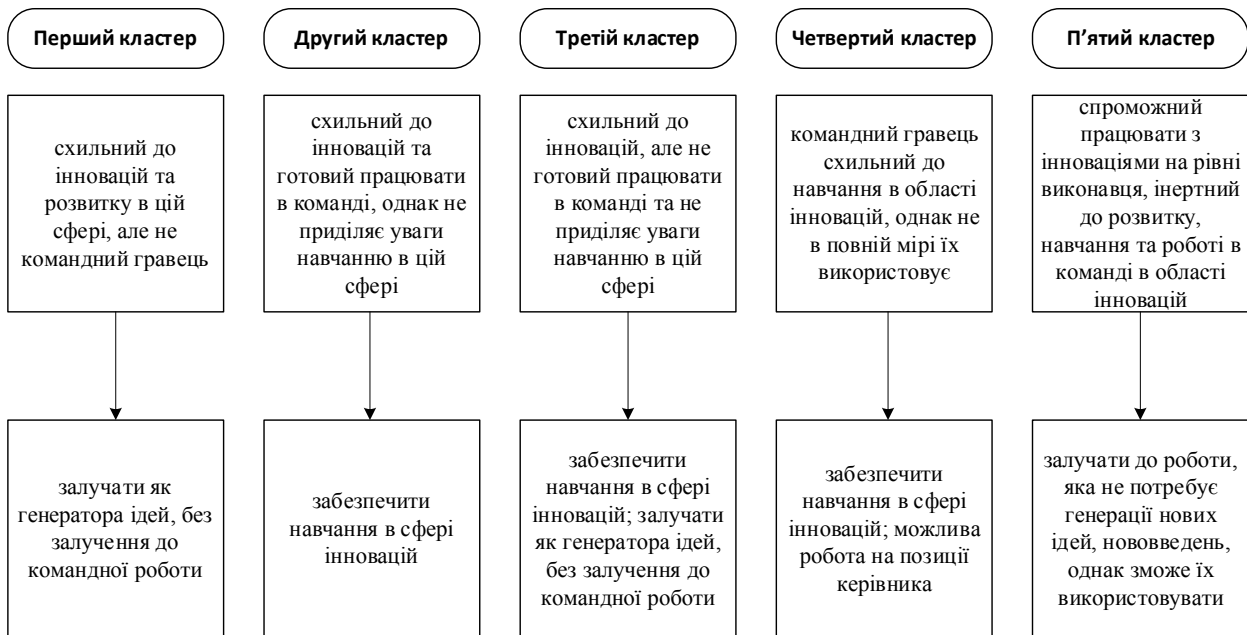 Перший кластер
Другий кластер
Третій кластер
Четвертий кластер
П’ятий кластер
схильний до
інновацій та
розвитку в цій
сфері, але не
командний гравець
схильний до
інновацій та
готовий працювати
в команді, однак не
приділяє уваги
навчанню в цій
сфері
схильний до
інновацій, але не
готовий працювати
в команді та не
приділяє уваги
навчанню в цій
сфері
командний гравець
схильний до
навчання в області
інновацій, однак не
в повній мірі їх
використовує
спроможний
працювати з
інноваціями на рівні
виконавця, інертний
до розвитку,
навчання та роботі в
команді в області
інновацій
залучати як
генератора ідей, без
залучення до
командної роботи
забезпечити
навчання в сфері
інновацій
забезпечити
навчання в сфері
інновацій; залучати
як генератора ідей,
без залучення до
командної роботи
забезпечити
навчання в сфері
інновацій; можлива
робота на позиції
керівника
залучати до роботи,
яка не потребує
генерації нових
ідей, нововведень,
однак зможе їх
використовувати